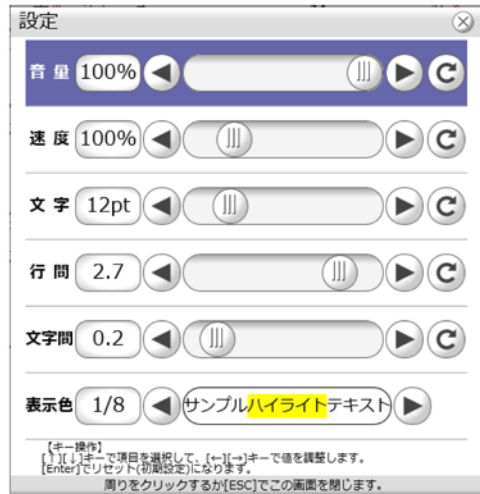 設定
音 量 100%
速 度 100%
文 字 12pt
行 間 2.7
文字間 0.2
表示色 1/8 サンプルハイライトテキスト
【キー操作】
[↑][↓]キーで項目を選択して、[←][→]キーで値を調整します。
[Enter]でリセット(初期設定)になります。
周りをクリックするか[ESC]でこの画面を閉じます。